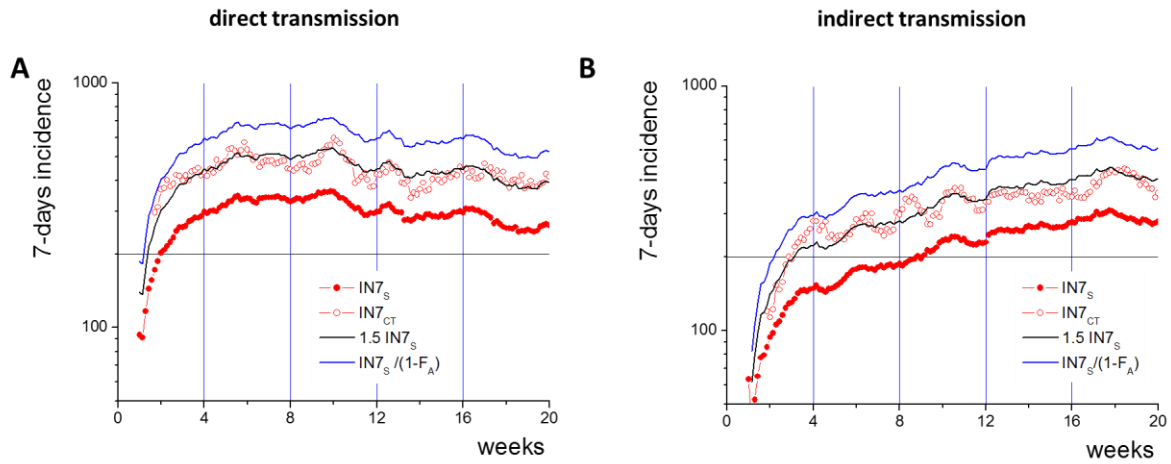 direct transmission
indirect transmission
A
7-days incidence
1000
100
0
4
8
12
16
20
weeks
IN7S
IN7CT
1.5 IN7S
IN7S /(1-FA)
B
7-days incidence
1000
100
0
4
8
12
16
20
weeks
IN7S
IN7CT
1.5 IN7S
IN7S/(1-FA)